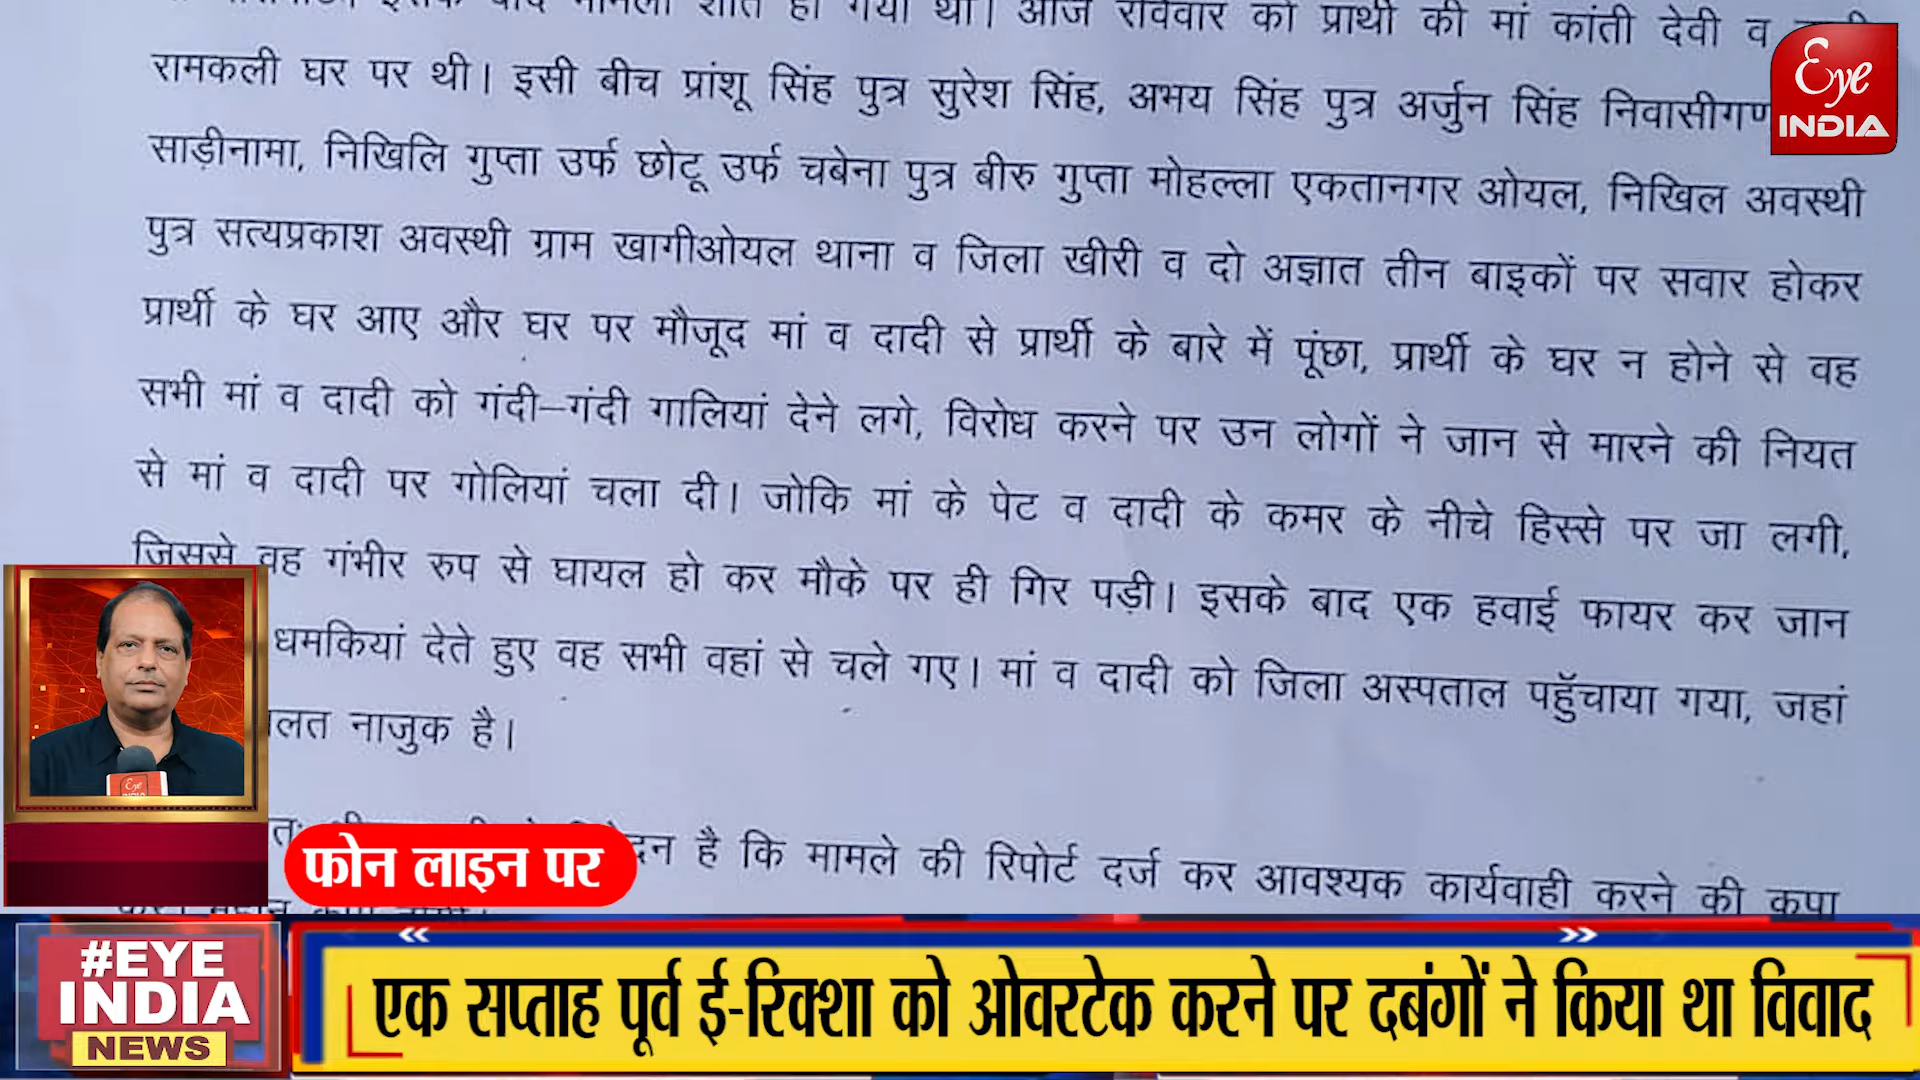 मामला शांत हो गया था। आज रविवार को प्रार्थी की मां कांती देवी व
रामकली घर पर थी। इसी बीच प्रांशू सिंह पुत्र सुरेश सिंह, अभय सिंह पुत्र अर्जुन सिंह निवासीगण
साड़ीनामा, निखिलि गुप्ता उर्फ छोटू उर्फ चबेना पुत्र बीरु गुप्ता मोहल्ला एकतानगर ओयल, निखिल अवस्थी
पुत्र सत्यप्रकाश अवस्थी ग्राम खागीओयल थाना व जिला खीरी व दो अज्ञात तीन बाइकों पर सवार होकर
प्रार्थी के घर आए और घर पर मौजूद मां व दादी से प्रार्थी के बारे में पूंछा, प्रार्थी के घर न होने से वह
सभी मां व दादी को गंदी–गंदी गालियां देने लगे, विरोध करने पर उन लोगों ने जान से मारने की नियत
से मां व दादी पर गोलियां चला दी। जोकि मां के पेट व दादी के कमर के नीचे हिस्से पर जा लगी,
जिससे वह गंभीर रुप से घायल हो कर मौके पर ही गिर पड़ी। इसके बाद एक हवाई फायर कर जान
धमकियां देते हुए वह सभी वहां से चले गए। मां व दादी को जिला अस्पताल पहुॅचाया गया, जहां
नाजुक है।
है कि मामले की रिपोर्ट दर्ज कर आवश्यक कार्यवाही करने की कृपा
Eye
INDIA
Eye
फोन लाइन पर
#EYE
INDIA
NEWS
एक सप्ताह पूर्व ई-रिक्शा को ओवरटेक करने पर दबंगों ने किया था विवाद